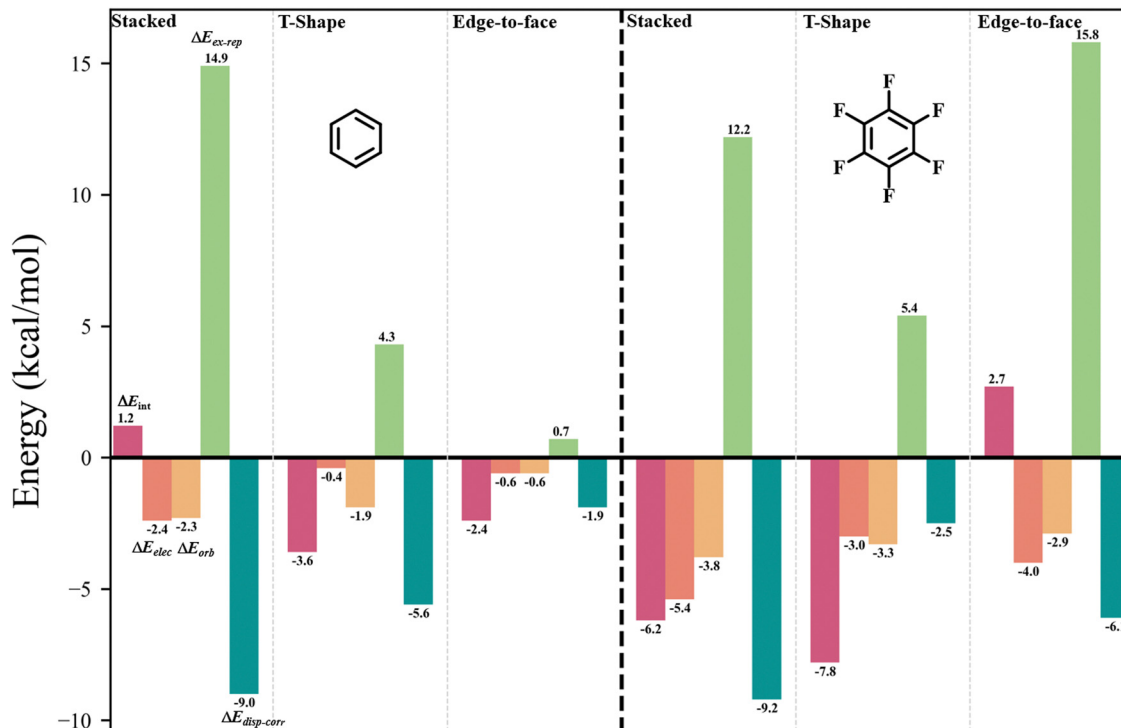 Stacked
T-Shape
Edge-to-face
Stacked
T-Shape
Edge-to-face
Energy (kcal/mol)
15
10
5
0
−5
−10
ΔEex-rep
14.9
ΔEint
1.2
-2.4
-2.3
ΔEelec
ΔEorb
-9.0
ΔEdisp-corr
4.3
-0.4
-1.9
-3.6
-5.6
0.7
-0.6
-0.6
-2.4
-1.9
12.2
-6.2
-5.4
-3.8
-9.2
F
F
F
F
F
F
5.4
-7.8
-3.0
-3.3
-2.5
15.8
2.7
-4.0
-2.9